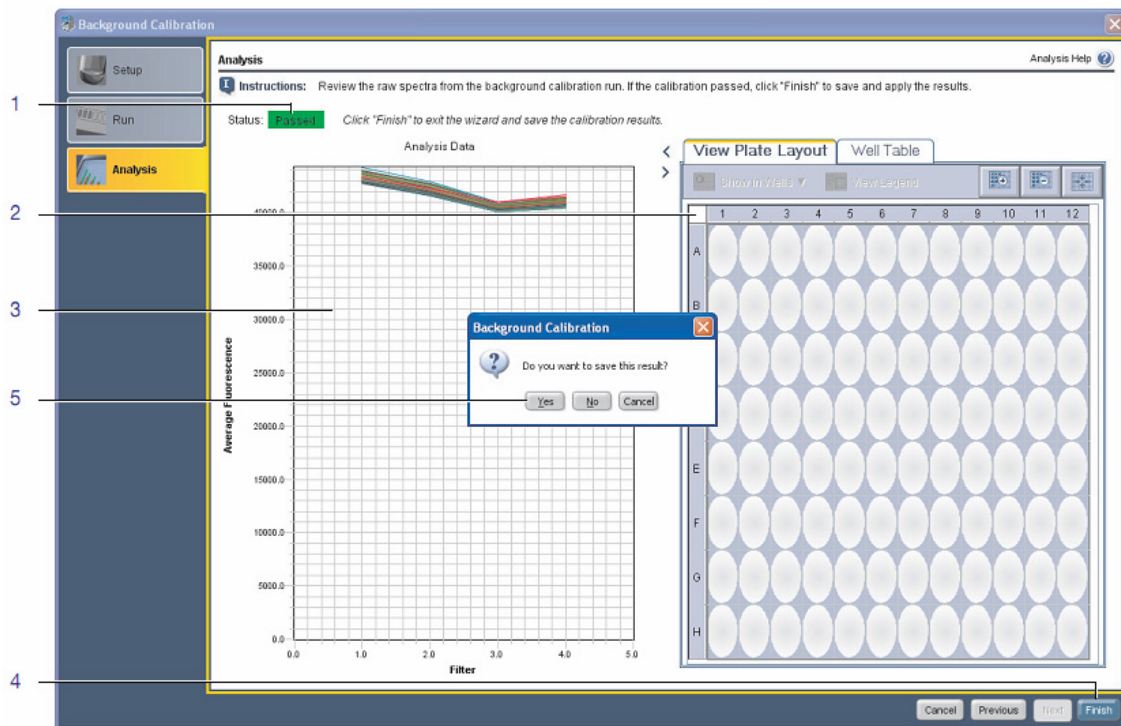 Background Calibration
Setup
Run
Analysis
Analysis
Analysis Help
Instructions: Review the raw spectra from the background calibration run. If the calibration passed, click "Finish" to save and apply the results.
1
Status: Passed Click "Finish" to exit the wizard and save the calibration results.
Analysis Data
40000.0
35000.0
30000.0
25000.0
20000.0
15000.0
10000.0
5000.0
0.0
Average Fluorescence
0.0 1.0 2.0 3.0 4.0 5.0
Filter
View Plate Layout Well Table
Show in Wells ▼ View Legend
2
1 2 3 4 5 6 7 8 9 10 11 12
A
B
E
F
G
H
3
Background Calibration
Do you want to save this result?
5
Yes No Cancel
4
Cancel Previous Next Finish